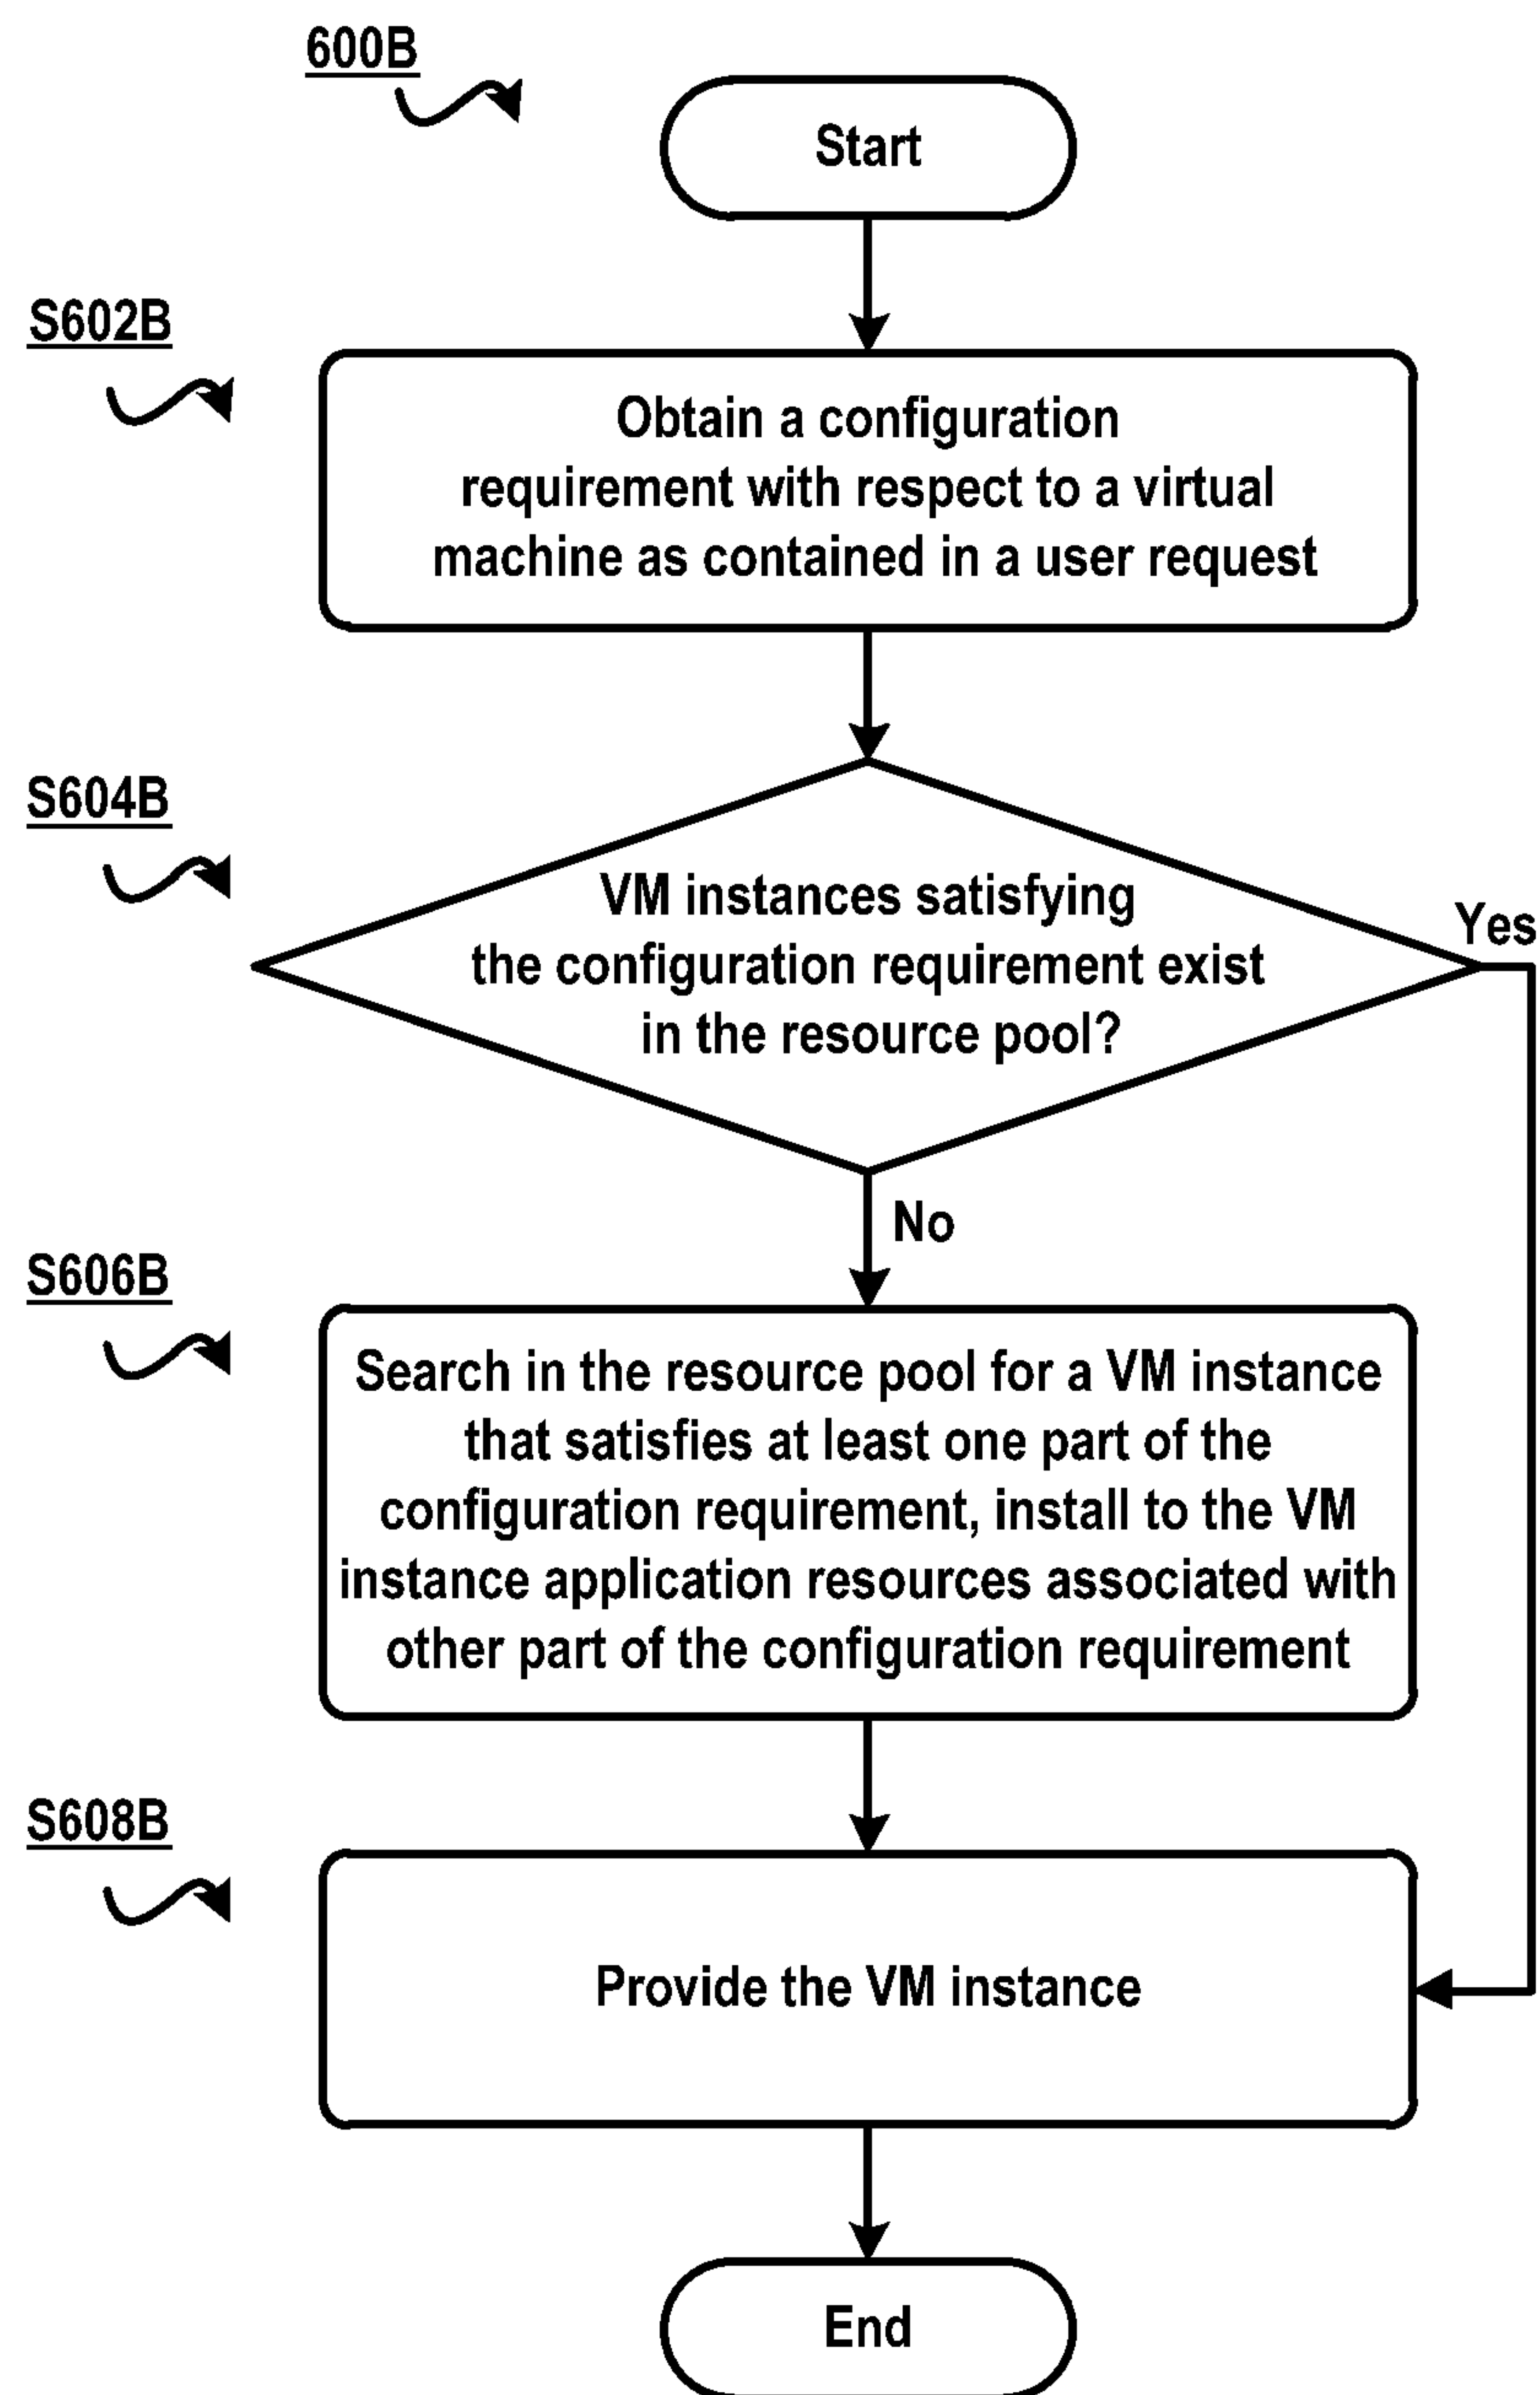 600B
Start
S602B
Obtain a configuration
requirement with respect to a virtual
machine as contained in a user request
S604B
VM instances satisfying
the configuration requirement exist
in the resource pool?
Yes
No
S606B
Search in the resource pool for a VM instance
that satisfies at least one part of the
configuration requirement, install to the VM
instance application resources associated with
other part of the configuration requirement
S608B
Provide the VM instance
End